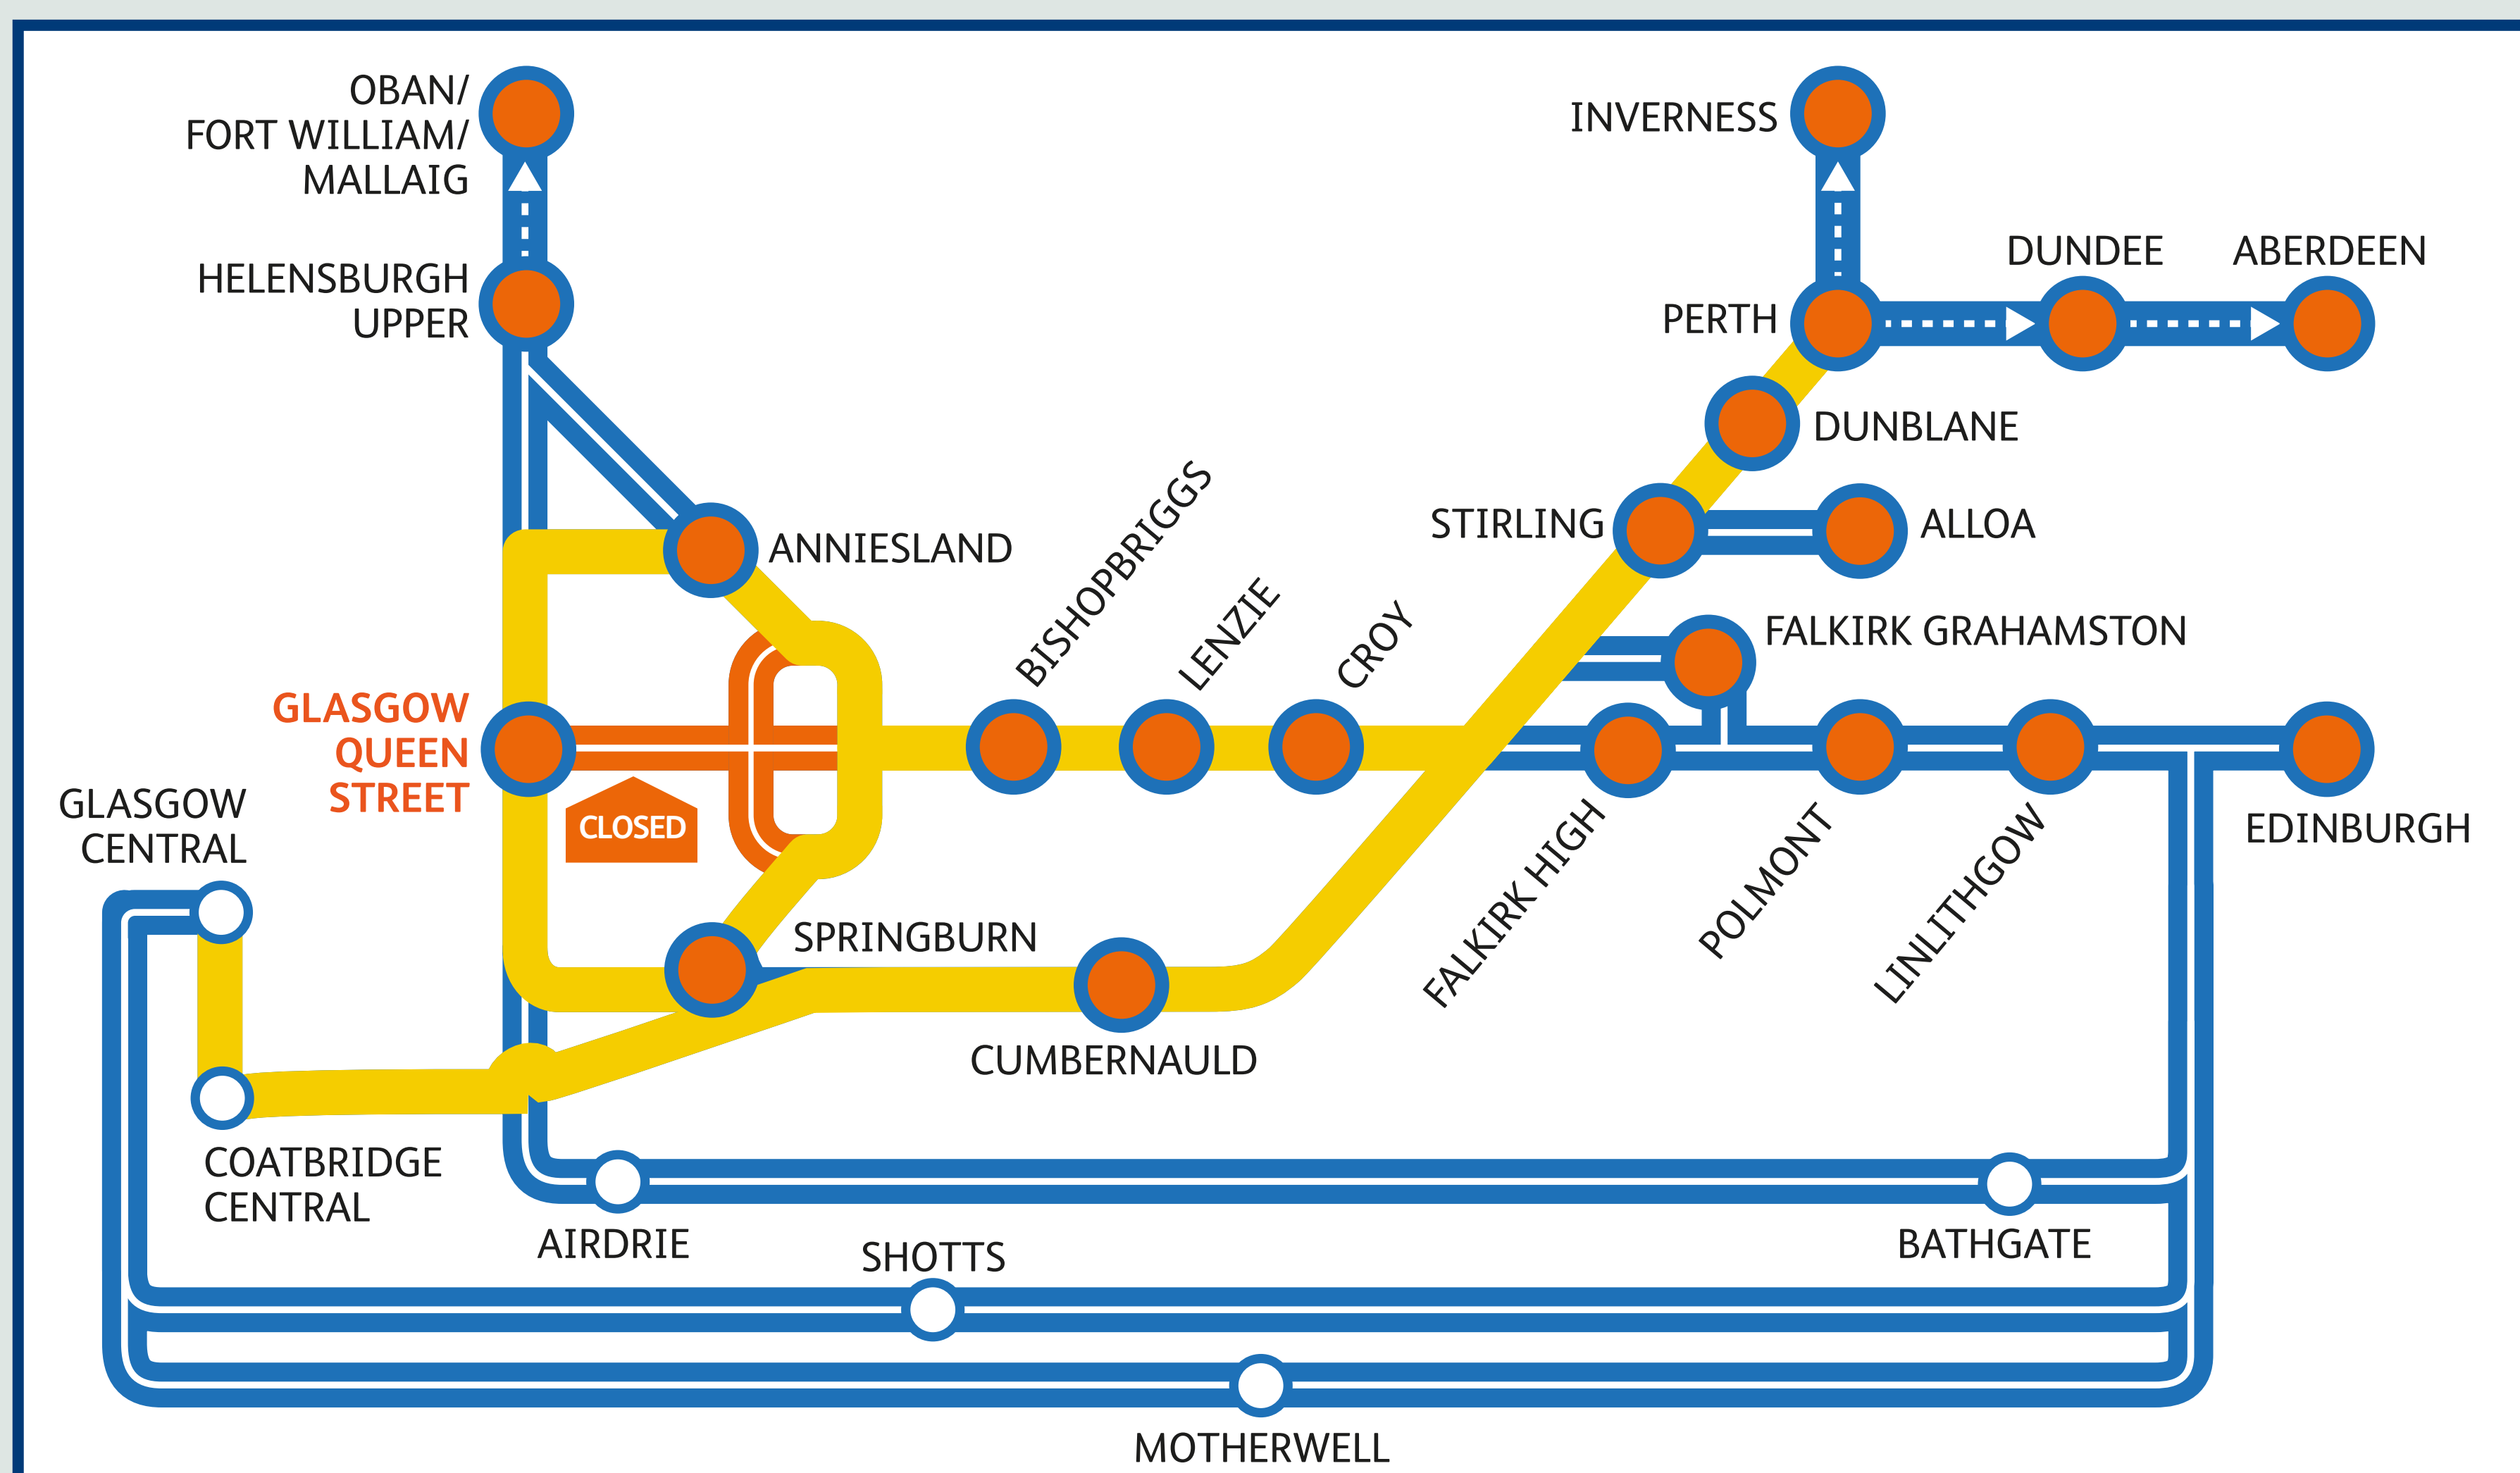 OBAN/
FORT WILLIAM/
MALLAIG
INVERNESS
HELENSBURGH
UPPER
DUNDEE
ABERDEEN
PERTH
DUNBLANE
ANNIESLAND
BISHOPBRIGGS
LENZIE
CROY
STIRLING
ALLOA
FALKIRK GRAHAMSTON
GLASGOW
QUEEN
STREET
CLOSED
GLASGOW
CENTRAL
SPRINGBURN
CUMBERNAULD
FALKIRK HIGH
POLMONT
LINLITHGOW
EDINBURGH
COATBRIDGE
CENTRAL
AIRDRIE
SHOTTS
BATHGATE
MOTHERWELL